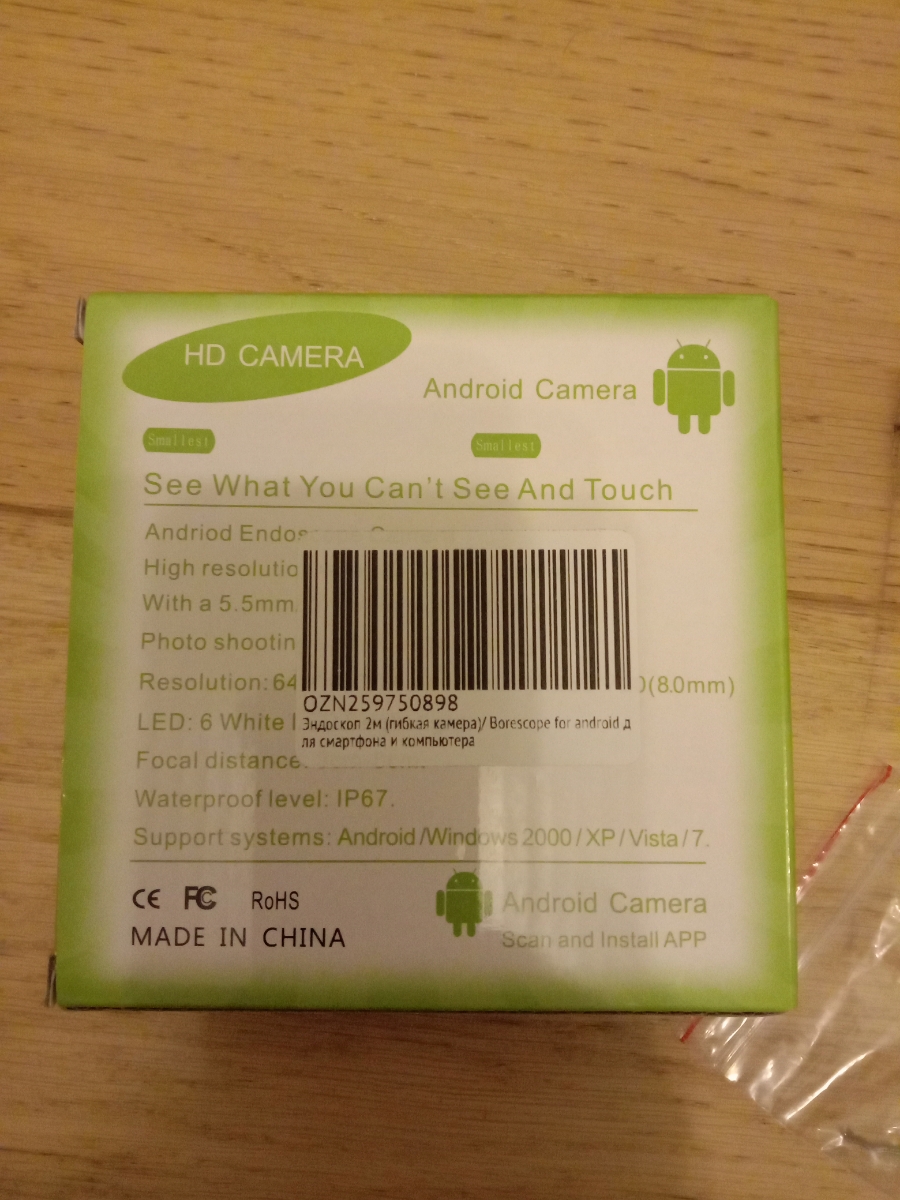 HD CAMERA
Android Camera
Smallest
Smallest
See What You Can't See And Touch
Andriod
High
With a 5.5mm
Photo
Resolution: 64
0(8.0mm)
OZN259750898
Эндоскоп 2м (гибкая камера)/ Borescope for android д
ля смартфона и компьютера
LED: 6 White
Focal distance:
Waterproof level: IP67.
Support systems: Android /Windows 2000 / XP / Vista / 7.
CE FC RoHS
MADE IN CHINA
Android Camera
Scan and Install APP